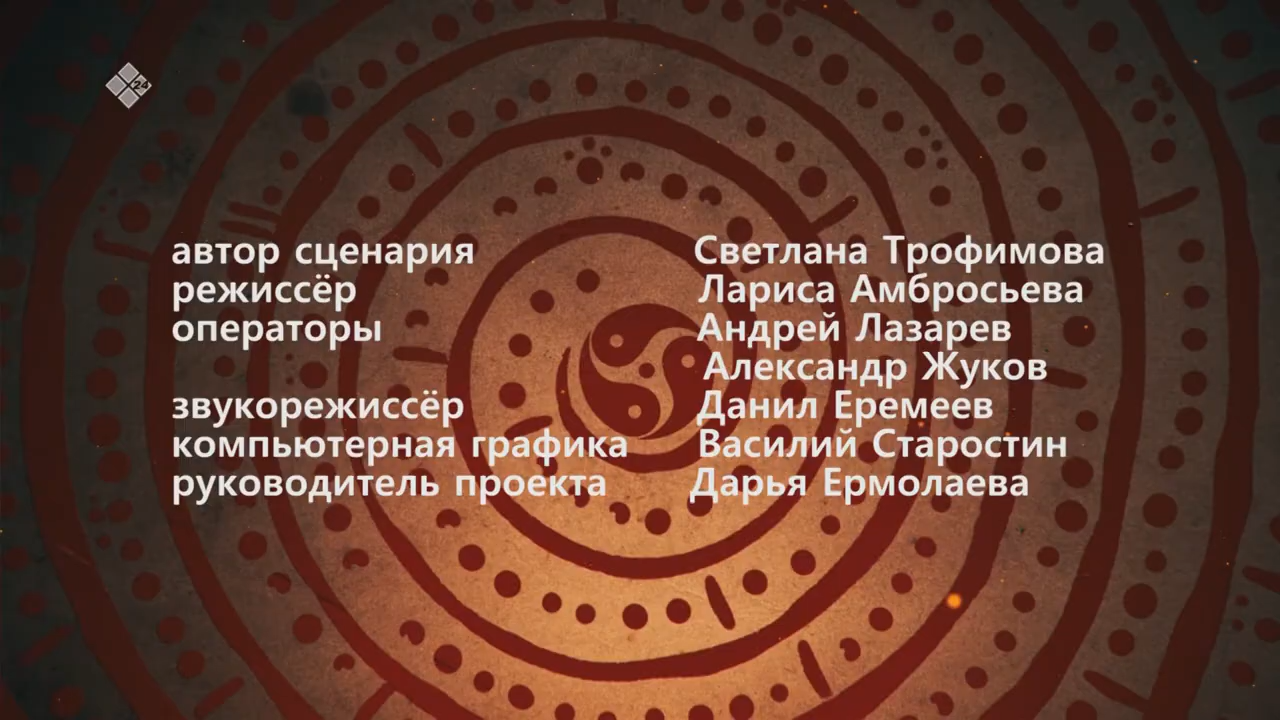 24
автор сценария Светлана Трофимова
режиссёр Лариса Амбросьева
операторы Андрей Лазарев
Александр Жуков
звукорежиссёр Данил Еремеев
компьютерная графика Василий Старостин
руководитель проекта Дарья Ермолаева